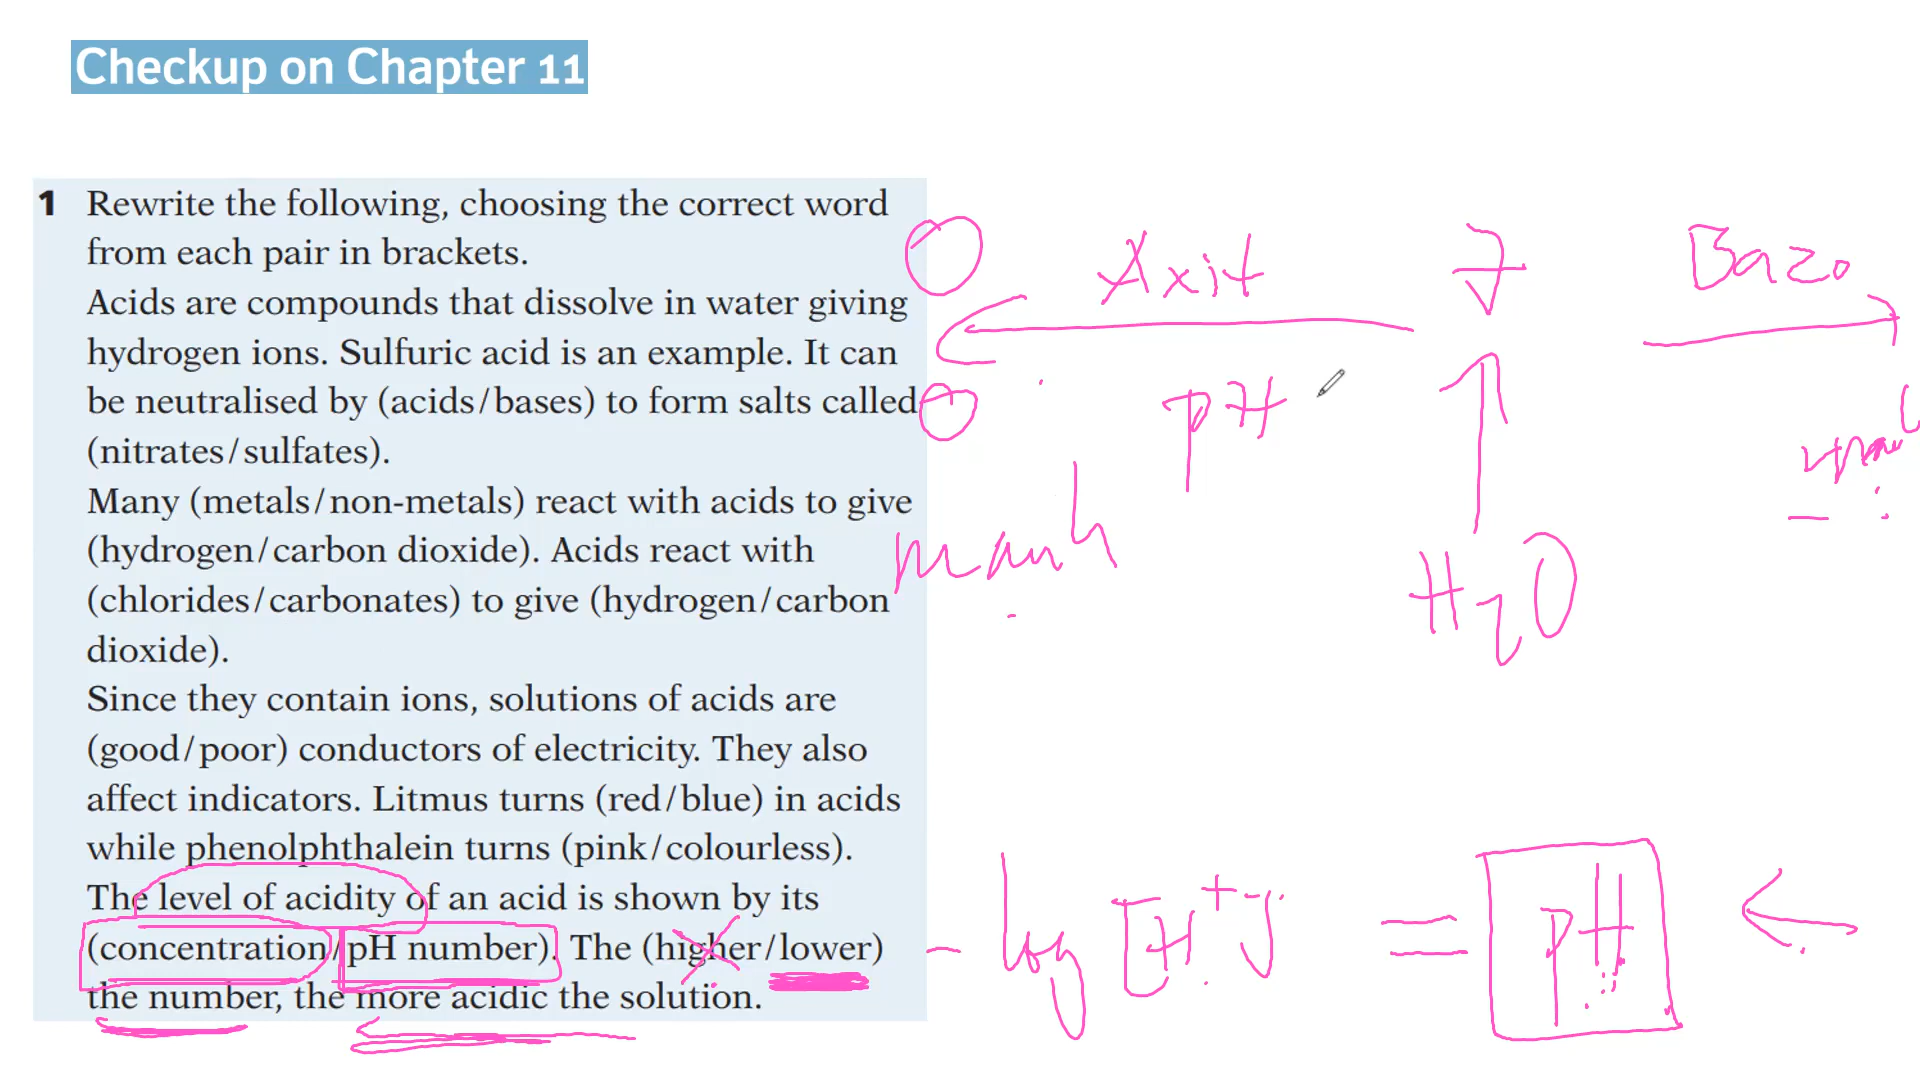 Checkup on Chapter 11
1 Rewrite the following, choosing the correct word
from each pair in brackets.
Acids are compounds that dissolve in water giving
hydrogen ions. Sulfuric acid is an example. It can
be neutralised by (acids/bases) to form salts called
(nitrates/sulfates).
Many (metals/non-metals) react with acids to give
(hydrogen/carbon dioxide). Acids react with
(chlorides/carbonates) to give (hydrogen/carbon
dioxide).
Since they contain ions, solutions of acids are
(good/poor) conductors of electricity. They also
affect indicators. Litmus turns (red/blue) in acids
while phenolphthalein turns (pink/colourless).
The level of acidity of an acid is shown by its
(concentration/pH number). The (higher/lower)
the number, the more acidic the solution.
0 Axit 7 Bazo
0 pH
mạnh
H2O
- log [H+] = pH